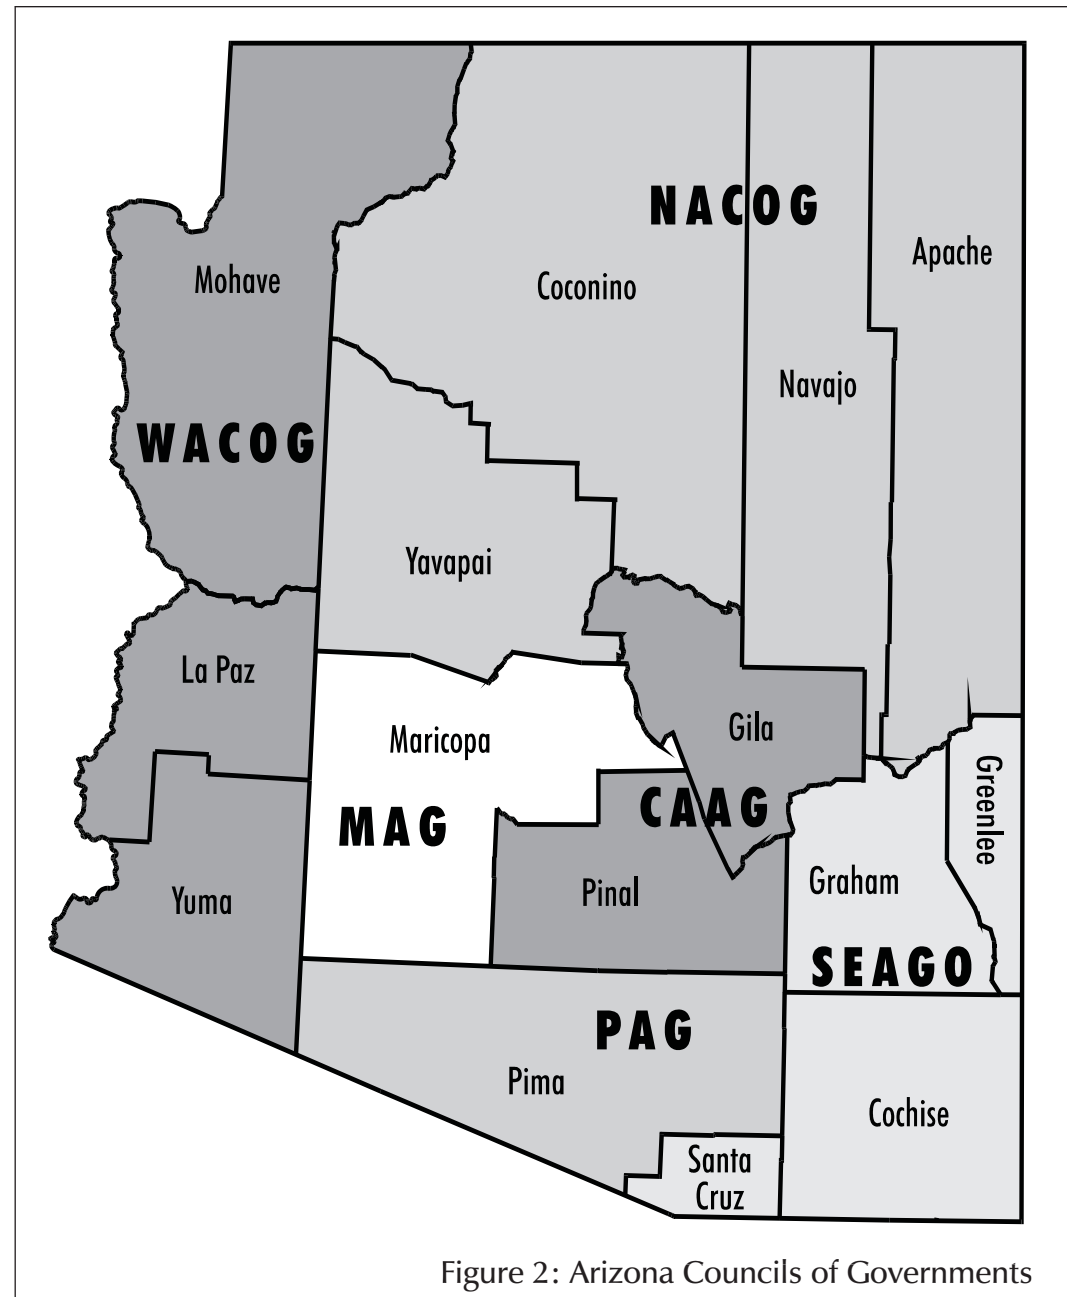 NACOG
Apache
Mohave
Coconino
Navajo
WACOG
Yavapai
La Paz
Maricopa
Gila
Greenlee
CAAG
MAG
Graham
Pinal
Yuma
SEAGO
PAG
Pima
Cochise
Santa
Cruz
Figure 2: Arizona Councils of Governments